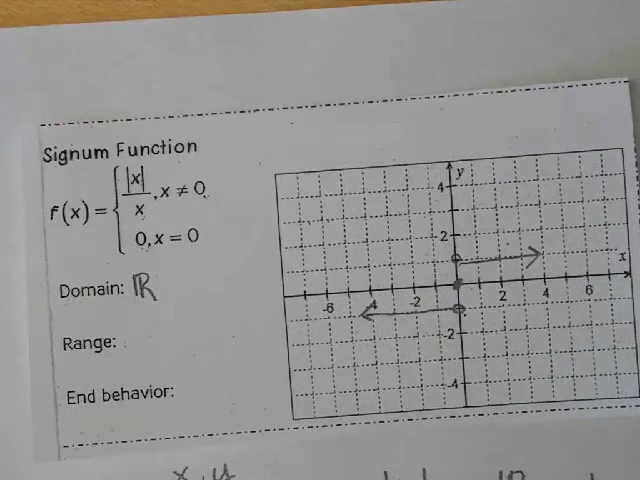 Signum Function
f(x) = { |x|/x, x ≠ 0
0, x = 0
Domain: ℝ
Range:
End behavior:
y
4
2
x
-6 -4 -2 2 4 6
-2
-4
x, y